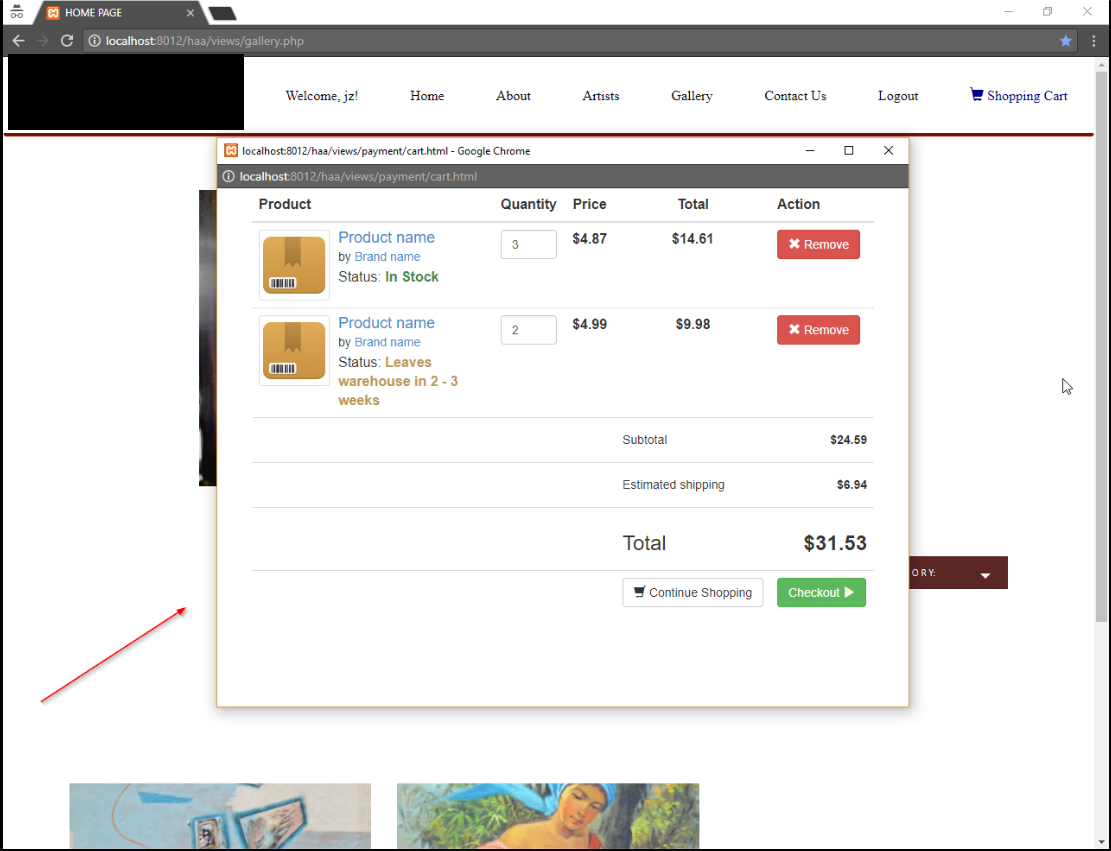 HOME PAGE
localhost:8012/haa/views/gallery.php
Welcome, jz! Home About Artists Gallery Contact Us Logout Shopping Cart
localhost:8012/haa/views/payment/cart.html - Google Chrome
localhost:8012/haa/views/payment/cart.html
Product Quantity Price Total Action
Product name 3 $4.87 $14.61 Remove
by Brand name
Status: In Stock
Product name 2 $4.99 $9.98 Remove
by Brand name
Status: Leaves
warehouse in 2 - 3
weeks
Subtotal $24.59
Estimated shipping $6.94
Total $31.53
ORY:
Continue Shopping Checkout